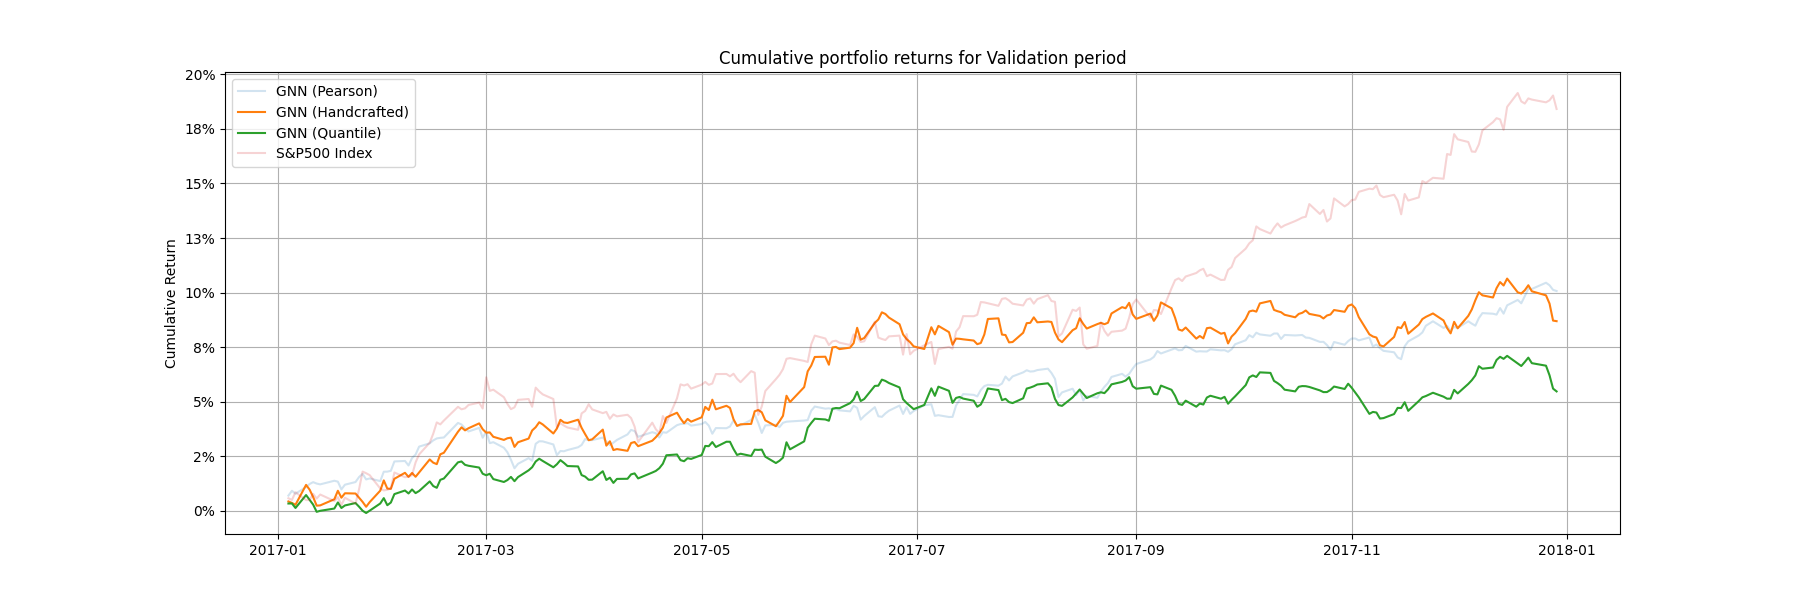 Cumulative portfolio returns for Validation period
20%
18%
15%
13%
10%
8%
5%
2%
0%
Cumulative Return
GNN (Pearson)
GNN (Handcrafted)
GNN (Quantile)
S&P500 Index
2017-01
2017-03
2017-05
2017-07
2017-09
2017-11
2018-01